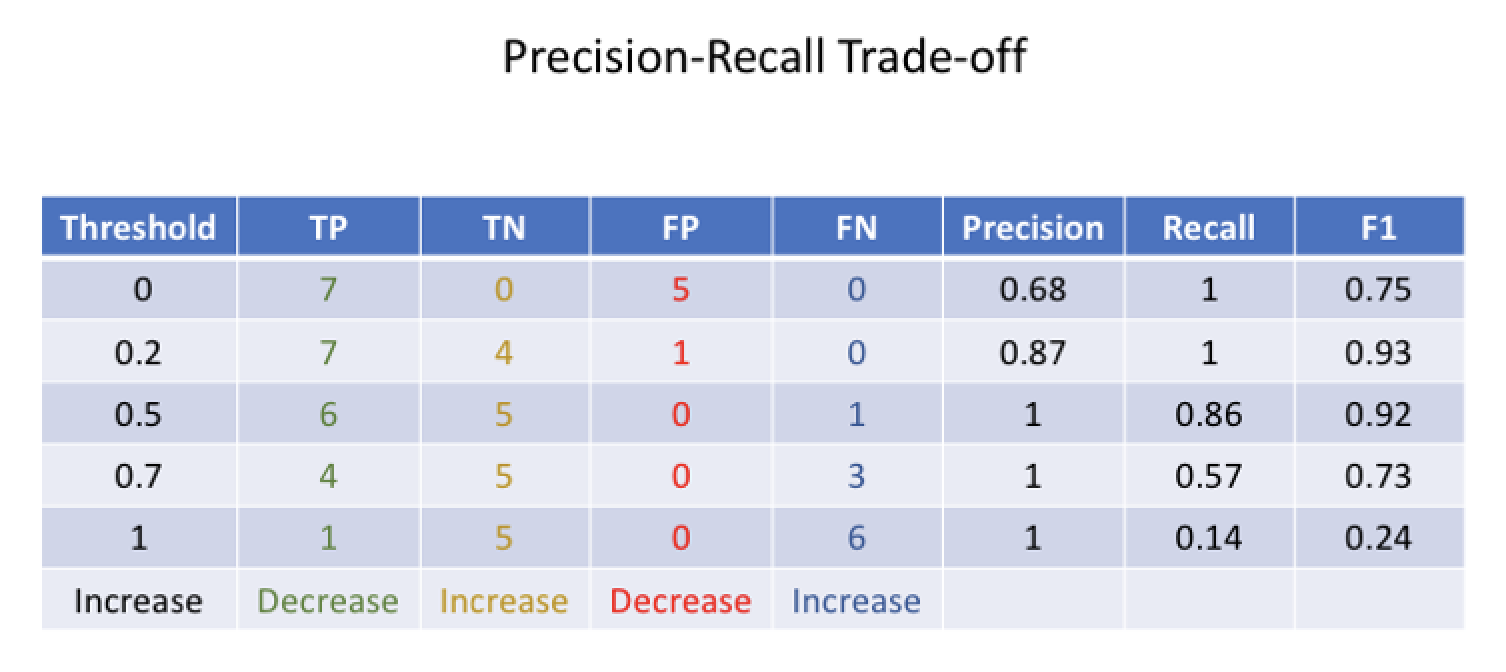 Precision-Recall Trade-off
Threshold TP TN FP FN Precision Recall F1
0 7 0 5 0 0.68 1 0.75
0.2 7 4 1 0 0.87 1 0.93
0.5 6 5 0 1 1 0.86 0.92
0.7 4 5 0 3 1 0.57 0.73
1 1 5 0 6 1 0.14 0.24
Increase Decrease Increase Decrease Increase